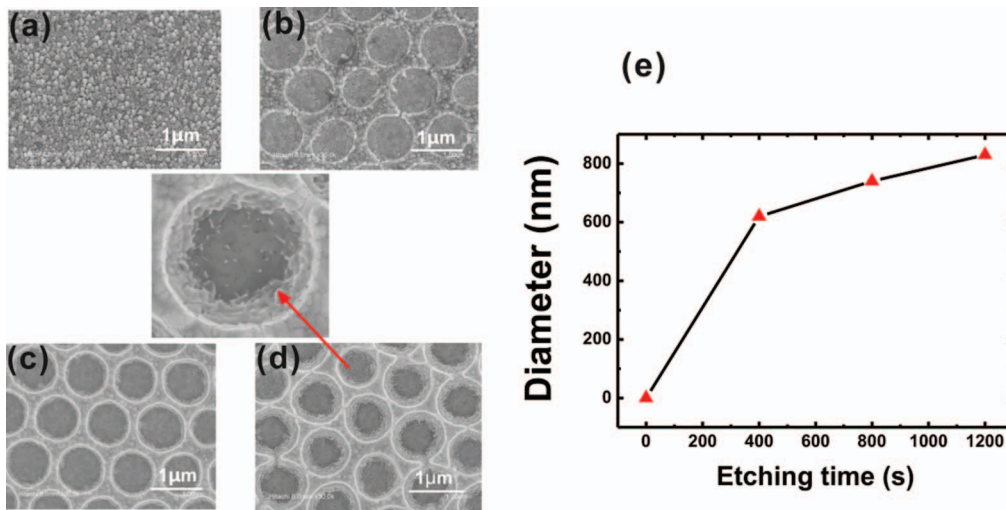 (a)
1μm
(b)
1μm
(c)
1μm
(d)
1μm
(e)
Diameter (nm)
800
600
400
200
0
0 200 400 600 800 1000 1200
Etching time (s)